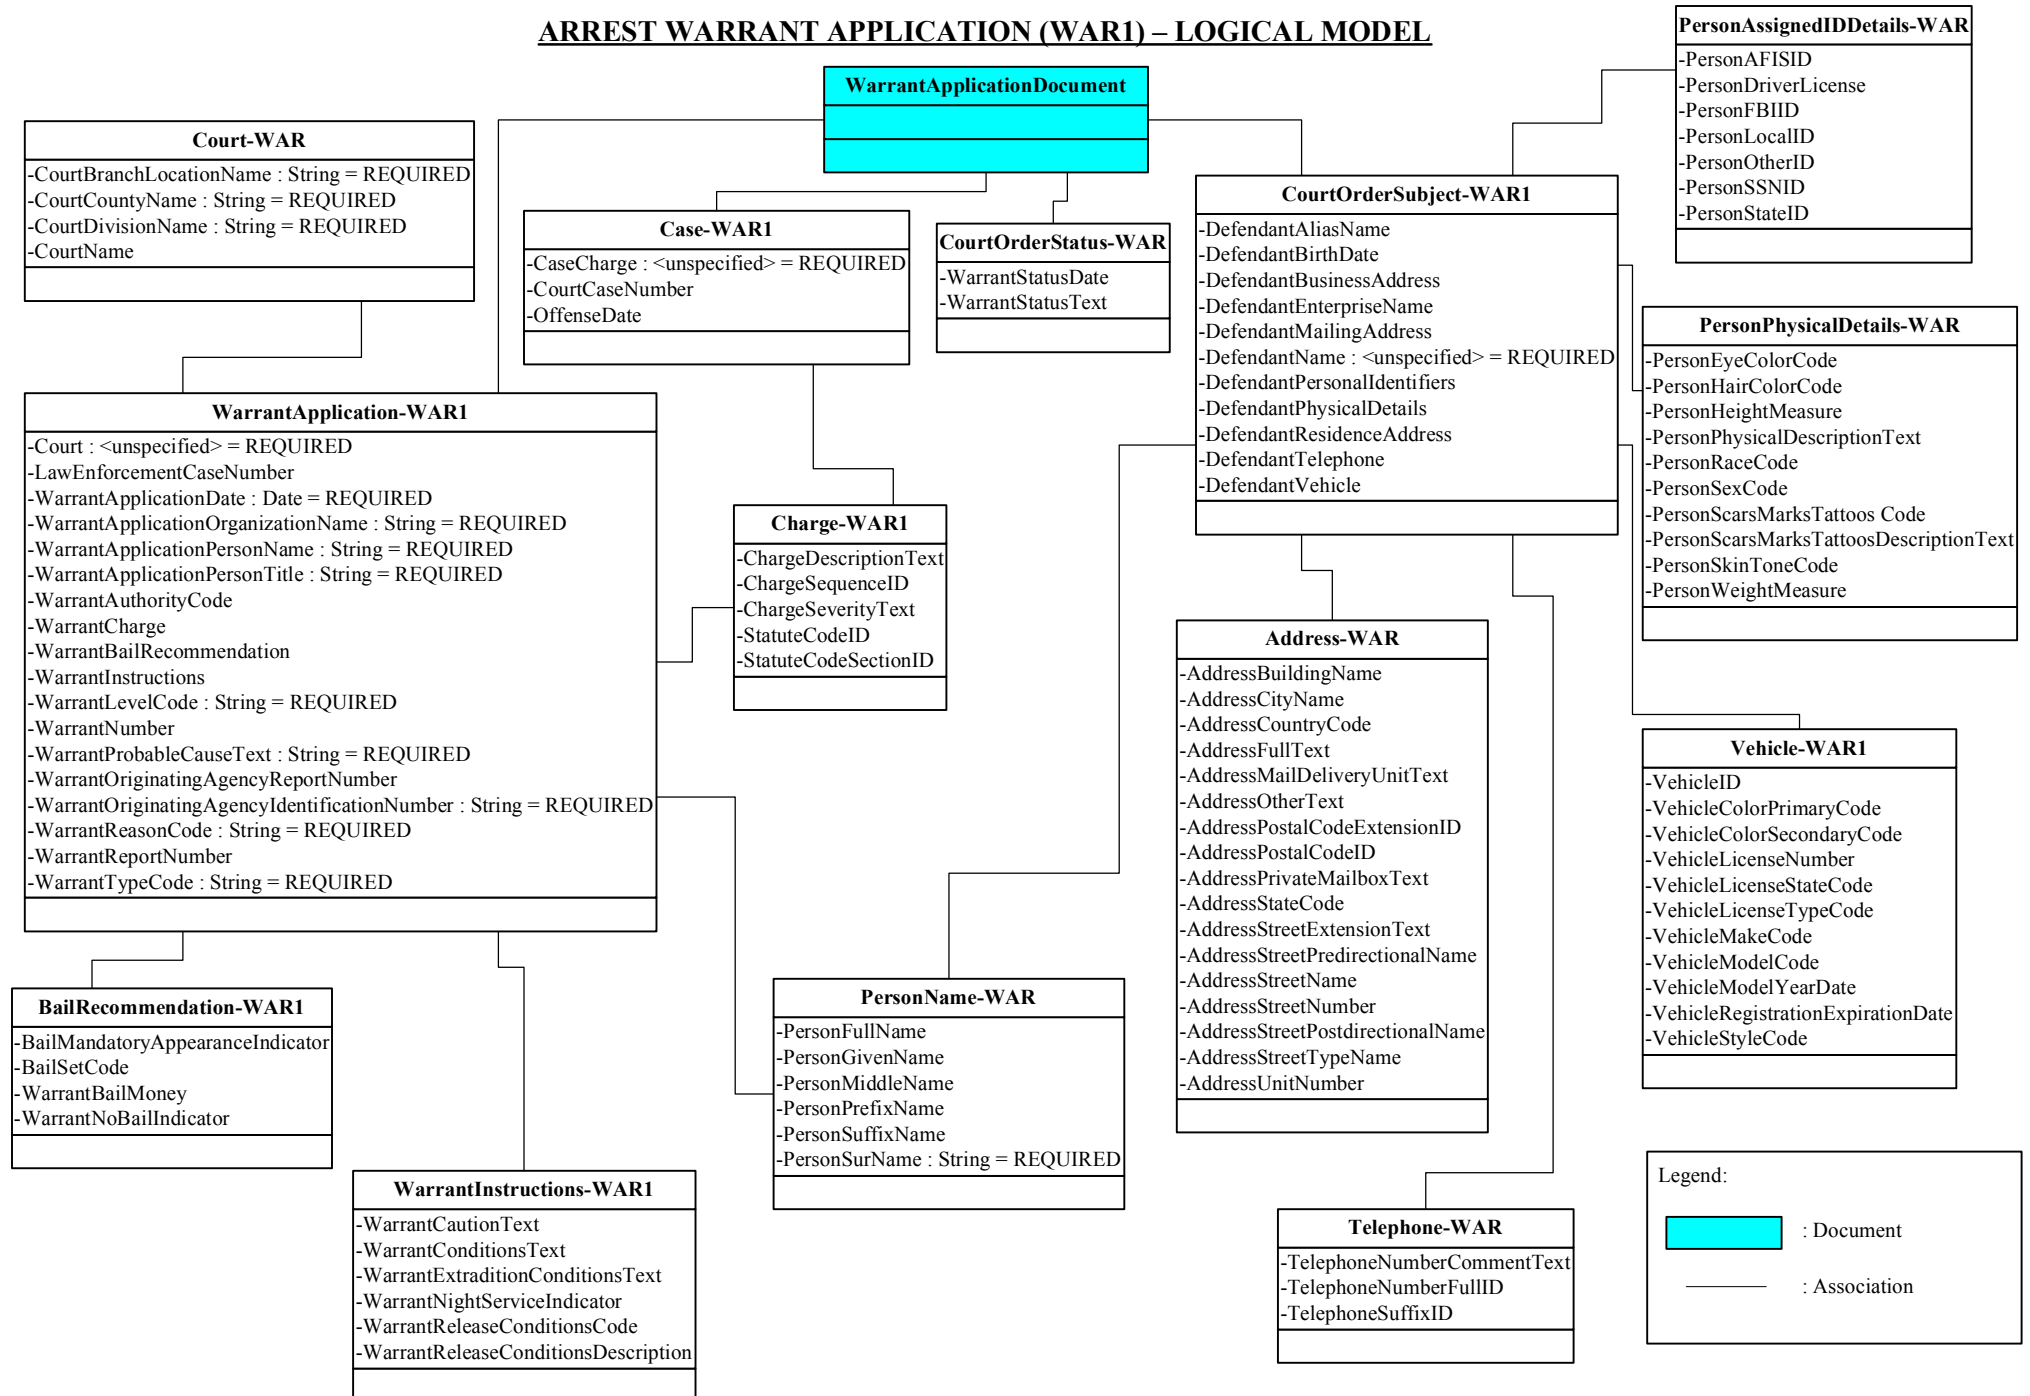 ARREST WARRANT APPLICATION (WAR1) – LOGICAL MODEL
WarrantApplicationDocument
PersonAssignedIDDetails-WAR
-PersonAFISID
-PersonDriverLicense
-PersonFBIID
-PersonLocalID
-PersonOtherID
-PersonSSNID
-PersonStateID
Court-WAR
-CourtBranchLocationName : String = REQUIRED
-CourtCountyName : String = REQUIRED
-CourtDivisionName : String = REQUIRED
-CourtName
Case-WAR1
-CaseCharge : <unspecified> = REQUIRED
-CourtCaseNumber
-OffenseDate
CourtOrderStatus-WAR
-WarrantStatusDate
-WarrantStatusText
CourtOrderSubject-WAR1
-DefendantAliasName
-DefendantBirthDate
-DefendantBusinessAddress
-DefendantEnterpriseName
-DefendantMailingAddress
-DefendantName : <unspecified> = REQUIRED
-DefendantPersonalIdentifiers
-DefendantPhysicalDetails
-DefendantResidenceAddress
-DefendantTelephone
-DefendantVehicle
PersonPhysicalDetails-WAR
-PersonEyeColorCode
-PersonHairColorCode
-PersonHeightMeasure
-PersonPhysicalDescriptionText
-PersonRaceCode
-PersonSexCode
-PersonScarsMarksTattoos Code
-PersonScarsMarksTattoosDescriptionText
-PersonSkinToneCode
-PersonWeightMeasure
WarrantApplication-WAR1
-Court : <unspecified> = REQUIRED
-LawEnforcementCaseNumber
-WarrantApplicationDate : Date = REQUIRED
-WarrantApplicationOrganizationName : String = REQUIRED
-WarrantApplicationPersonName : String = REQUIRED
-WarrantApplicationPersonTitle : String = REQUIRED
-WarrantAuthorityCode
-WarrantCharge
-WarrantBailRecommendation
-WarrantInstructions
-WarrantLevelCode : String = REQUIRED
-WarrantNumber
-WarrantProbableCauseText : String = REQUIRED
-WarrantOriginatingAgencyReportNumber
-WarrantOriginatingAgencyIdentificationNumber : String = REQUIRED
-WarrantReasonCode : String = REQUIRED
-WarrantReportNumber
-WarrantTypeCode : String = REQUIRED
Charge-WAR1
-ChargeDescriptionText
-ChargeSequenceID
-ChargeSeverityText
-StatuteCodeID
-StatuteCodeSectionID
Address-WAR
-AddressBuildingName
-AddressCityName
-AddressCountryCode
-AddressFullText
-AddressMailDeliveryUnitText
-AddressOtherText
-AddressPostalCodeExtensionID
-AddressPostalCodeID
-AddressPrivateMailboxText
-AddressStateCode
-AddressStreetExtensionText
-AddressStreetPredirectionalName
-AddressStreetName
-AddressStreetNumber
-AddressStreetPostdirectionalName
-AddressStreetTypeName
-AddressUnitNumber
Vehicle-WAR1
-VehicleID
-VehicleColorPrimaryCode
-VehicleColorSecondaryCode
-VehicleLicenseNumber
-VehicleLicenseStateCode
-VehicleLicenseTypeCode
-VehicleMakeCode
-VehicleModelCode
-VehicleModelYearDate
-VehicleRegistrationExpirationDate
-VehicleStyleCode
BailRecommendation-WAR1
-BailMandatoryAppearanceIndicator
-BailSetCode
-WarrantBailMoney
-WarrantNoBailIndicator
PersonName-WAR
-PersonFullName
-PersonGivenName
-PersonMiddleName
-PersonPrefixName
-PersonSuffixName
-PersonSurName : String = REQUIRED
WarrantInstructions-WAR1
-WarrantCautionText
-WarrantConditionsText
-WarrantExtraditionConditionsText
-WarrantNightServiceIndicator
-WarrantReleaseConditionsCode
-WarrantReleaseConditionsDescription
Telephone-WAR
-TelephoneNumberCommentText
-TelephoneNumberFullID
-TelephoneSuffixID
Legend:
: Document
: Association